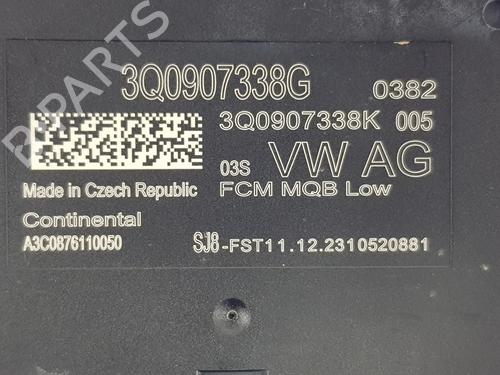 3Q0907338G 0382
3Q0907338K 005
03S VW AG
Made in Czech Republic FCM MQB Low
Continental
A3C0876110050 SJ8-FST11.12.2310520881
B-PARTS